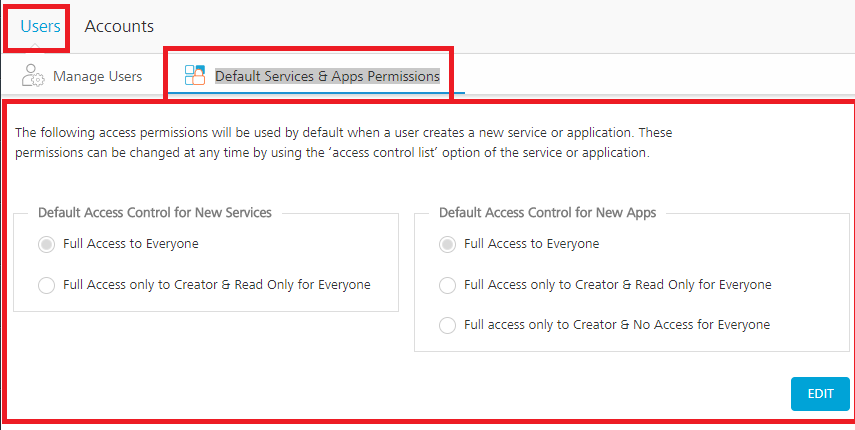 Users Accounts
Manage Users Default Services & Apps Permissions
The following access permissions will be used by default when a user creates a new service or application. These
permissions can be changed at any time by using the ‘access control list’ option of the service or application.
Default Access Control for New Services
Full Access to Everyone
Full Access only to Creator & Read Only for Everyone
Default Access Control for New Apps
Full Access to Everyone
Full Access only to Creator & Read Only for Everyone
Full access only to Creator & No Access for Everyone
EDIT